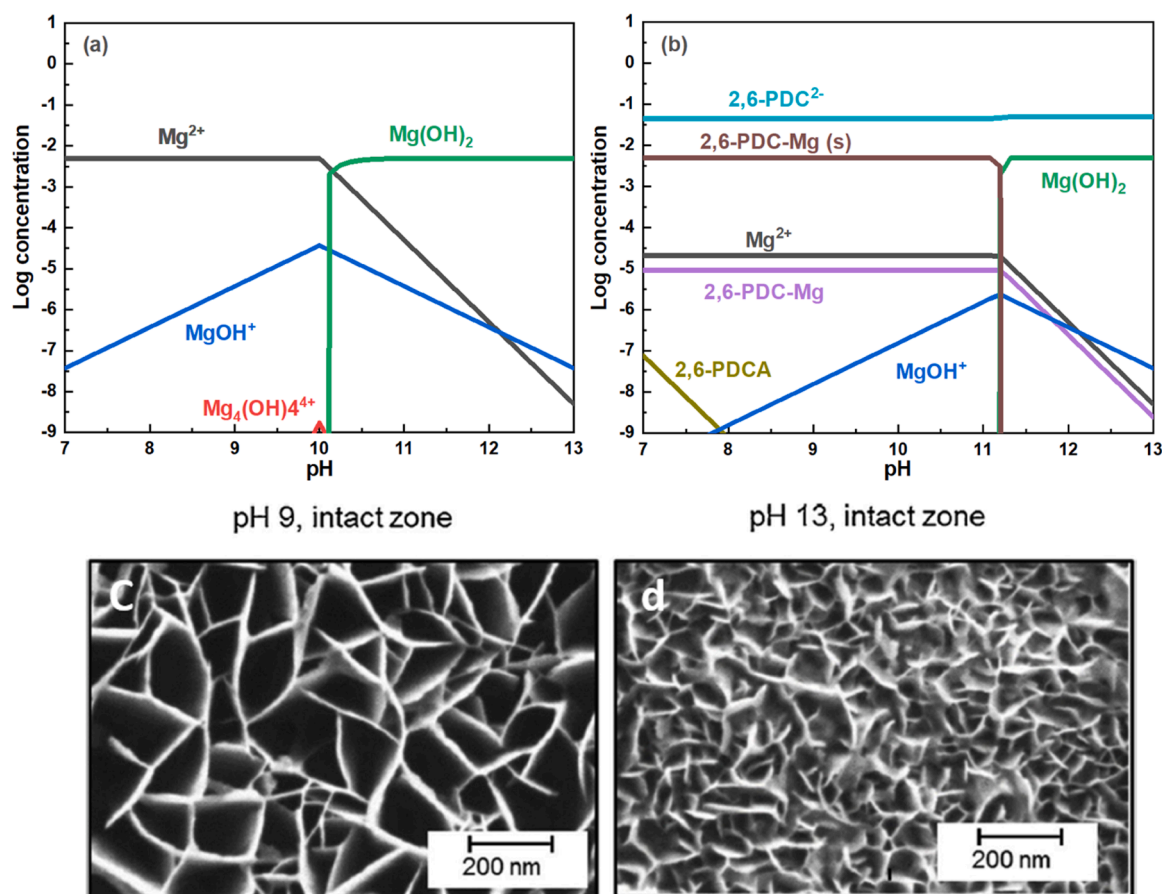 (a)
Log concentration
1
0
-1
-2
-3
-4
-5
-6
-7
-8
-9
Mg²⁺
Mg(OH)₂
MgOH⁺
Mg₄(OH)4⁴⁺
7 8 9 10 11 12 13
pH
(b)
Log concentration
1
0
-1
-2
-3
-4
-5
-6
-7
-8
-9
2,6-PDC²⁻
2,6-PDC-Mg (s)
Mg(OH)₂
Mg²⁺
2,6-PDC-Mg
2,6-PDCA
MgOH⁺
7 8 9 10 11 12 13
pH
pH 9, intact zone
pH 13, intact zone
C
200 nm
d
200 nm